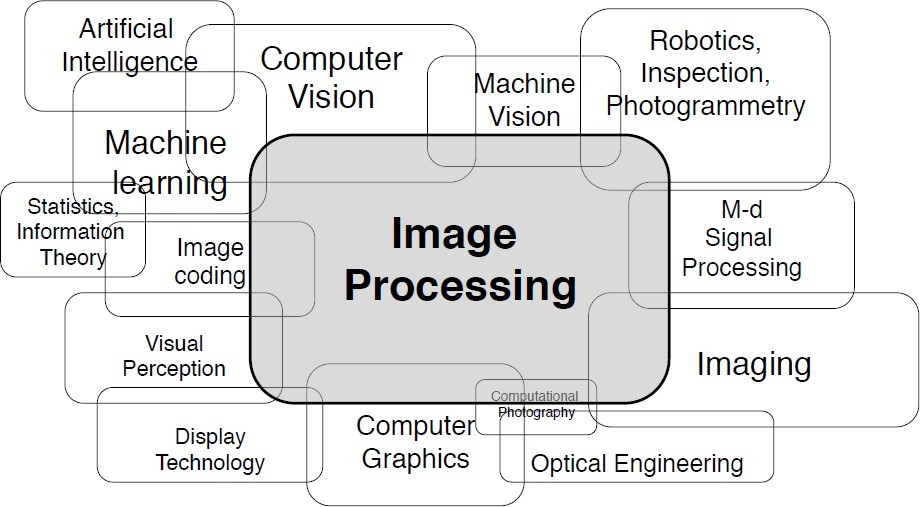 Artificial
Intelligence
Computer
Vision
Machine
Vision
Robotics,
Inspection,
Photogrammetry
Machine
learning
Statistics,
Information
Theory
Image
coding
Image
Processing
M-d
Signal
Processing
Visual
Perception
Imaging
Display
Technology
Computer
Graphics
Computational
Photography
Optical Engineering